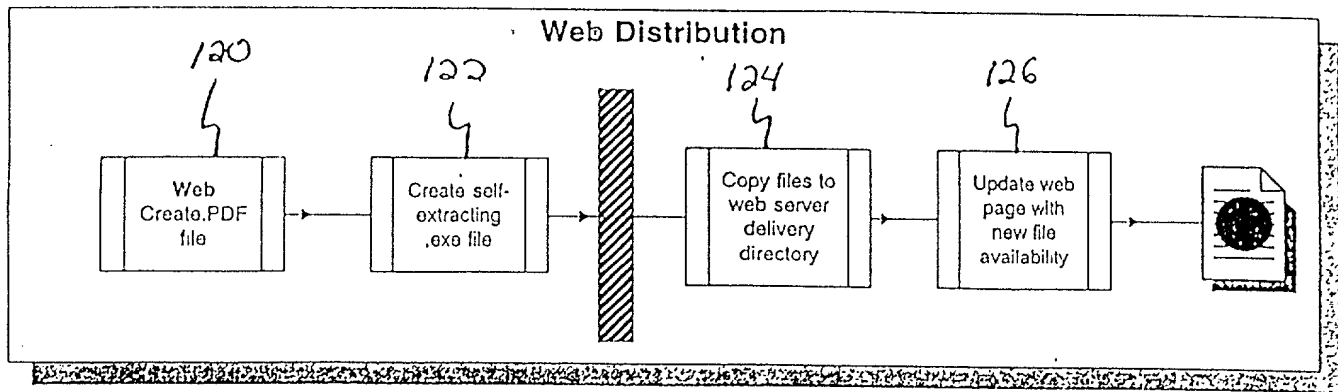 Web Distribution
120
122
124
126
Web
Create.PDF
file
Create self-
extracting
.exe file
Copy files to
web server
delivery
directory
Update web
page with
new file
availability